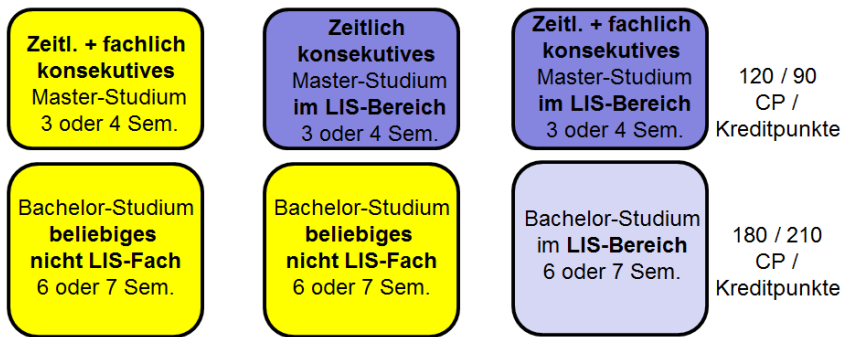 Zeitl. + fachlich
konsekutives
Master-Studium
3 oder 4 Sem.
Zeitlich
konsekutives
Master-Studium
im LIS-Bereich
3 oder 4 Sem.
Zeitl. + fachlich
konsekutives
Master-Studium
im LIS-Bereich
3 oder 4 Sem.
120 / 90
CP /
Kreditpunkte
Bachelor-Studium
beliebiges
nicht LIS-Fach
6 oder 7 Sem.
Bachelor-Studium
beliebiges
nicht LIS-Fach
6 oder 7 Sem.
Bachelor-Studium
im LIS-Bereich
6 oder 7 Sem.
180 / 210
CP /
Kreditpunkte